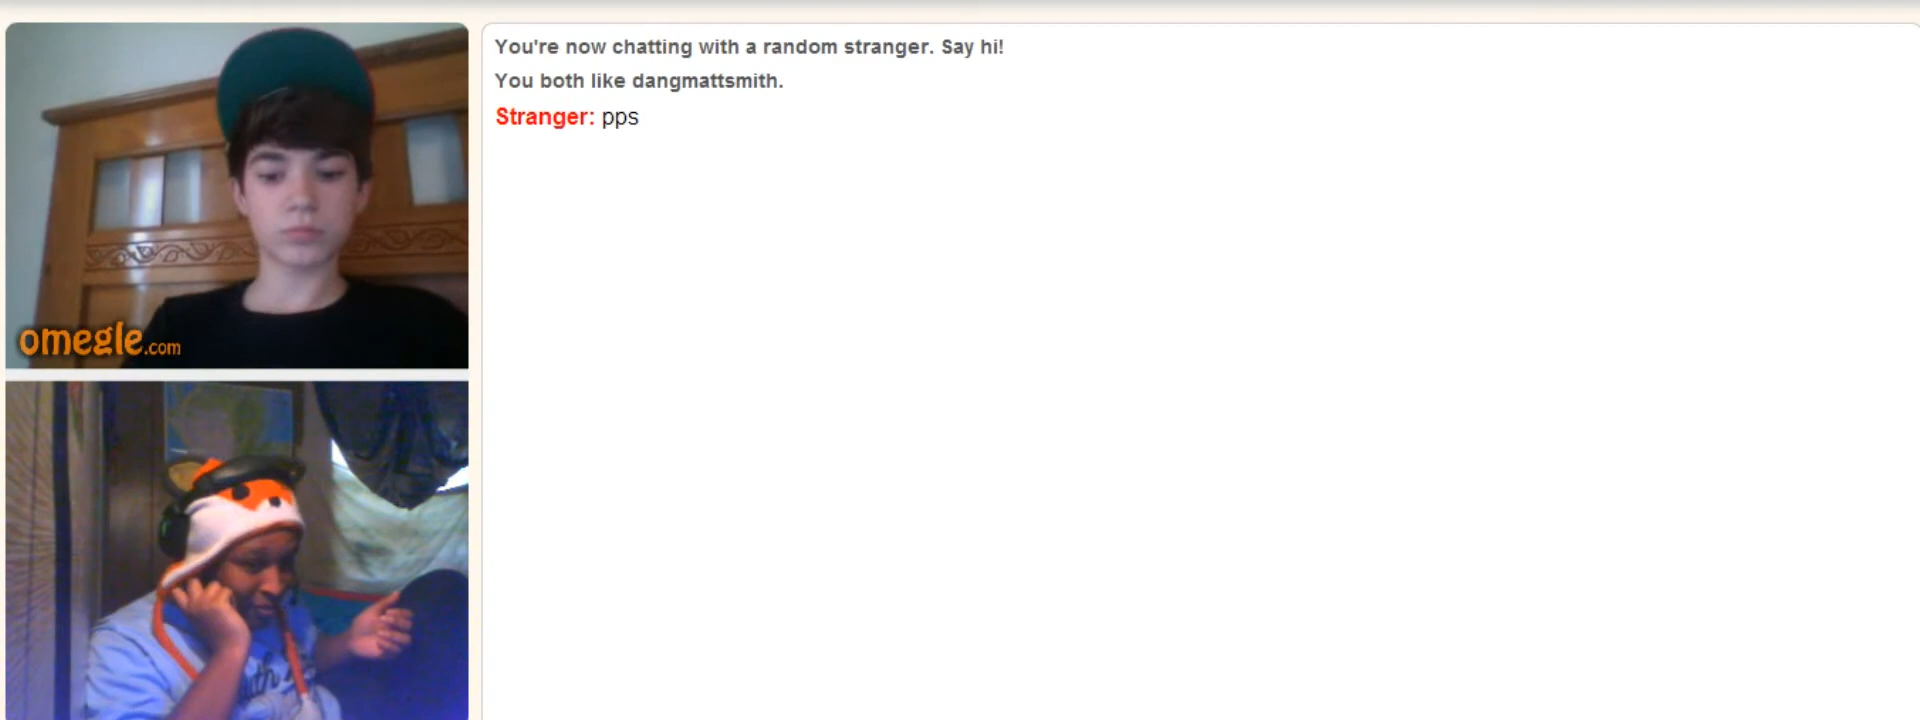 You're now chatting with a random stranger. Say hi!
You both like dangmattsmith.
Stranger: pps
omegle.com